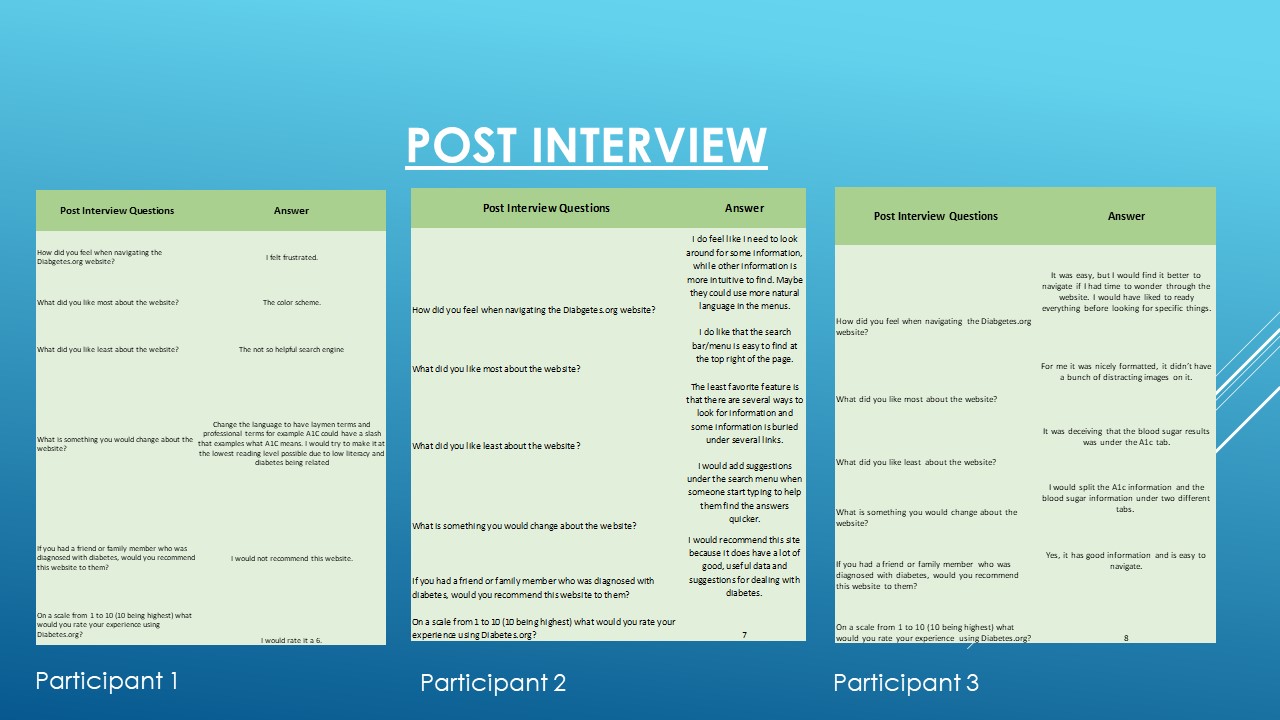 POST INTERVIEW
Post Interview Questions
Answer
How did you feel when navigating the
Diabgetes.org website?
I felt frustrated.
What did you like most about the website?
The color scheme.
What did you like least about the website?
The not so helpful search engine
What is something you would change about the
website?
Change the language to have laymen terms and
professional terms for example A1C could have a slash
that examples what A1C means. I would try to make it at
the lowest reading level possible due to low literacy and
diabetes being related
If you had a friend or family member who was
diagnosed with diabetes, would you recommend
this website to them?
I would not recommend this website.
On a scale from 1 to 10 (10 being highest) what
would you rate your experience using
Diabetes.org?
I would rate it a 6.
Participant 1
Post Interview Questions
Answer
How did you feel when navigating the Diabgetes.org website?
I do feel like I need to look
around for some information,
while other information is
more intuitive to find. Maybe
they could use more natural
language in the menus.
What did you like most about the website?
I do like that the search
bar/menu is easy to find at
the top right of the page.
What did you like least about the website?
The least favorite feature is
that there are several ways to
look for information and
some information is buried
under several links.
What is something you would change about the website?
I would add suggestions
under the search menu when
someone start typing to help
them find the answers
quicker.
If you had a friend or family member who was diagnosed with
diabetes, would you recommend this website to them?
I would recommend this site
because it does have a lot of
good, useful data and
suggestions for dealing with
diabetes.
On a scale from 1 to 10 (10 being highest) what would you rate your
experience using Diabetes.org?
7
Participant 2
Post Interview Questions
Answer
How did you feel when navigating the Diabgetes.org
website?
It was easy, but I would find it better to
navigate if I had time to wonder through the
website. I would have liked to ready
everything before looking for specific things.
What did you like most about the website?
For me it was nicely formatted, it didn't have
a bunch of distracting images on it.
What did you like least about the website?
It was deceiving that the blood sugar results
was under the A1c tab.
What is something you would change about the
website?
I would split the A1c information and the
blood sugar information under two different
tabs.
If you had a friend or family member who was
diagnosed with diabetes, would you recommend
this website to them?
Yes, it has good information and is easy to
navigate.
On a scale from 1 to 10 (10 being highest) what
would you rate your experience using Diabetes.org?
8
Participant 3